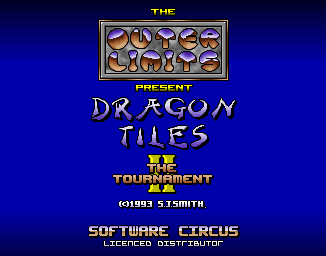 THE
OUTER
LIMITS
PRESENT
DRAGON
TILES
II
THE
TOURNAMENT
(C)1993 S.J.SMITH.
SOFTWARE CIRCUS
LICENCED DISTRIBUTOR